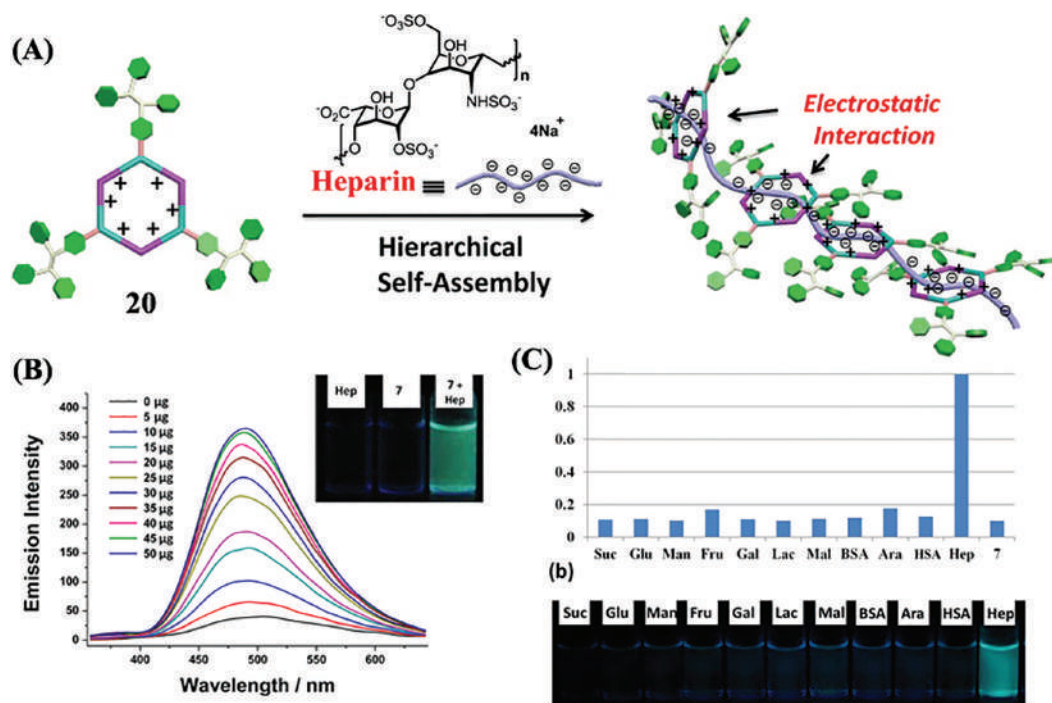 (A)
⁻O₃SO
OH
O
n
O
NHSO₃⁻
⁻O₂C
OH
O
O
O
OSO₃⁻
4Na⁺
Heparin
Hierarchical
Self-Assembly
20
Electrostatic
Interaction
(B)
Emission Intensity
400
350
300
250
200
150
100
50
0
0 µg
5 µg
10 µg
15 µg
20 µg
25 µg
30 µg
35 µg
40 µg
45 µg
50 µg
Hep
7
7 +
Hep
400 450 500 550 600
Wavelength / nm
(C)
1
0.8
0.6
0.4
0.2
0
Suc Glu Man Fru Gal Lac Mal BSA Ara HSA Hep 7
(b)
Suc Glu Man Fru Gal Lac Mal BSA Ara HSA Hep